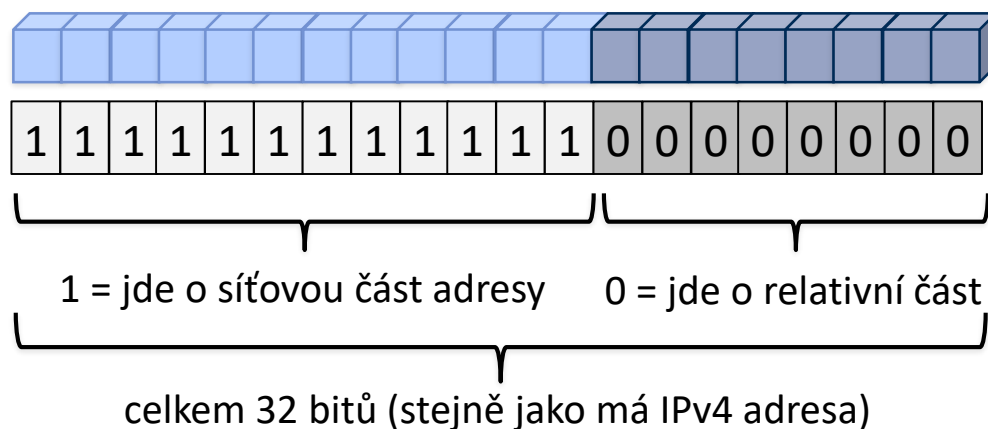 1 1 1 1 1 1 1 1 1 1 1 1 0 0 0 0 0 0 0 0
1 = jde o síťovou část adresy 0 = jde o relativní část
celkem 32 bitů (stejně jako má IPv4 adresa)